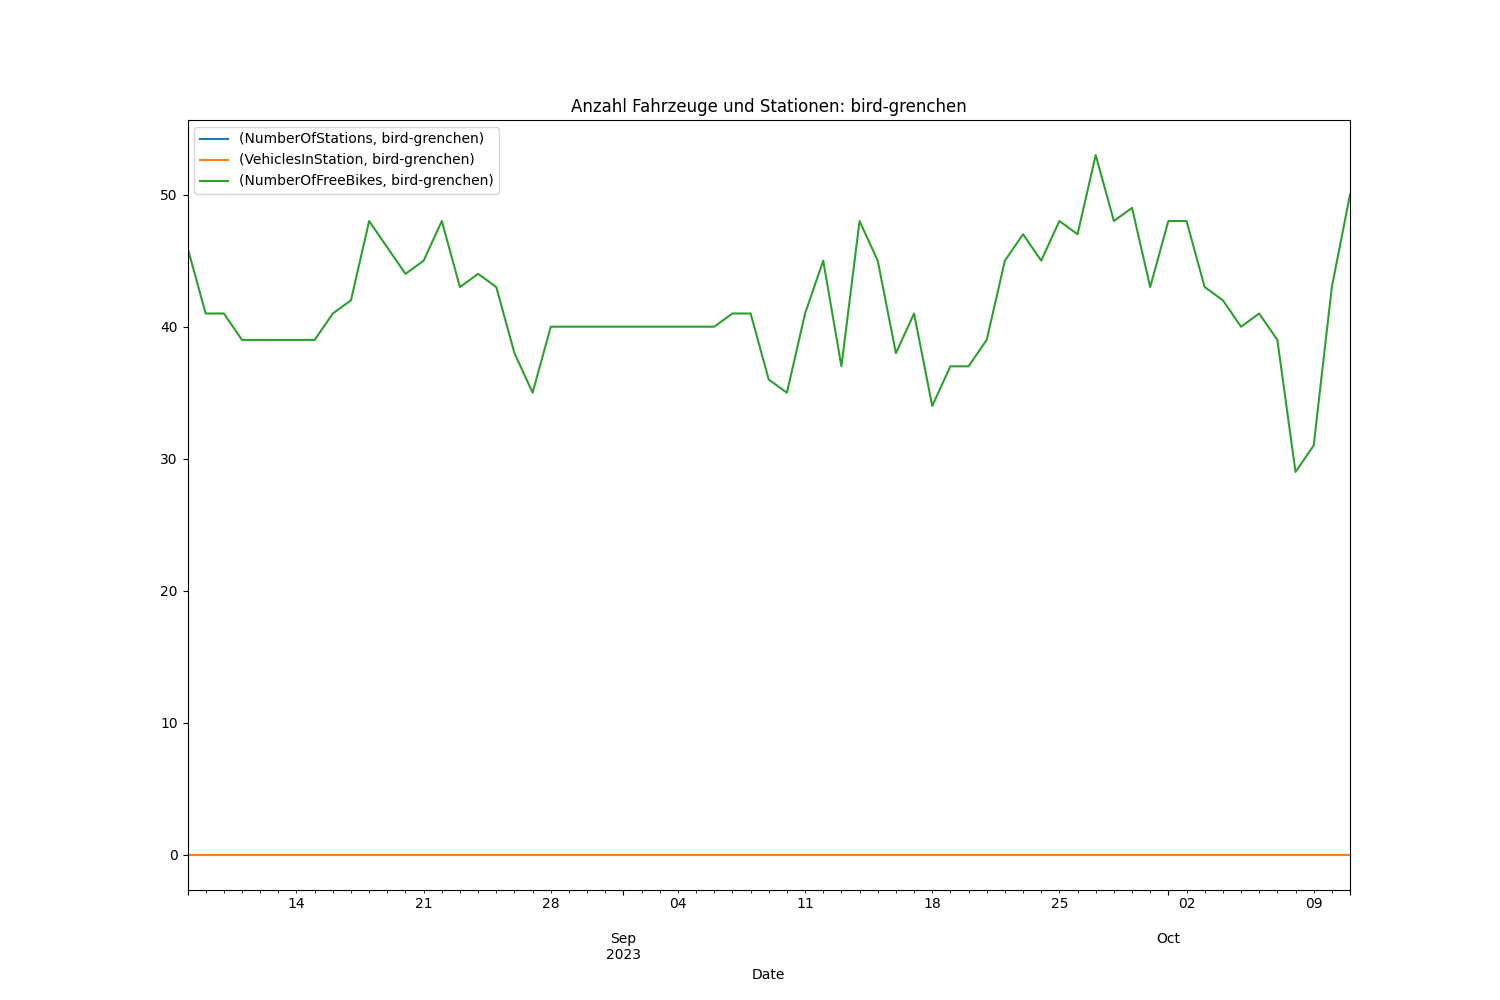 Anzahl Fahrzeuge und Stationen: bird-grenchen
(NumberOfStations, bird-grenchen)
(VehiclesInStation, bird-grenchen)
(NumberOfFreeBikes, bird-grenchen)
50
40
30
20
10
0
14 21 28 04 11 18 25 02 09
Sep Oct
2023
Date